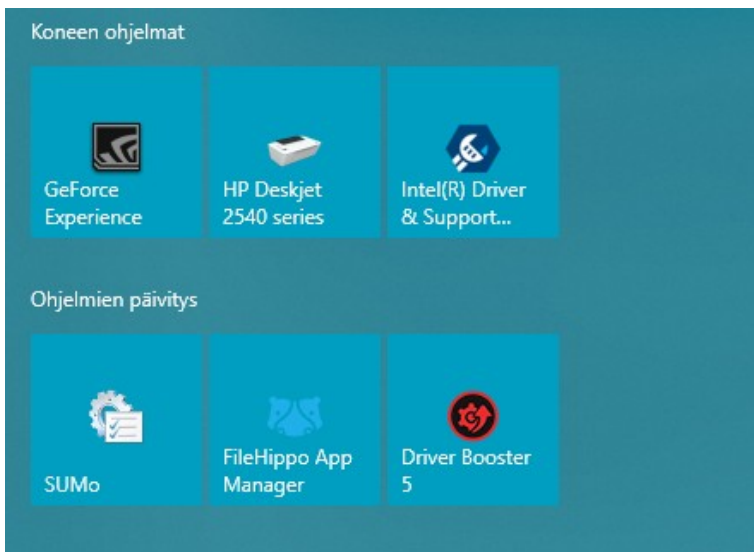 Koneen ohjelmat
GeForce
Experience
HP Deskjet
2540 series
Intel(R) Driver
& Support...
Ohjelmien päivitys
SUMo
FileHippo App
Manager
Driver Booster
5